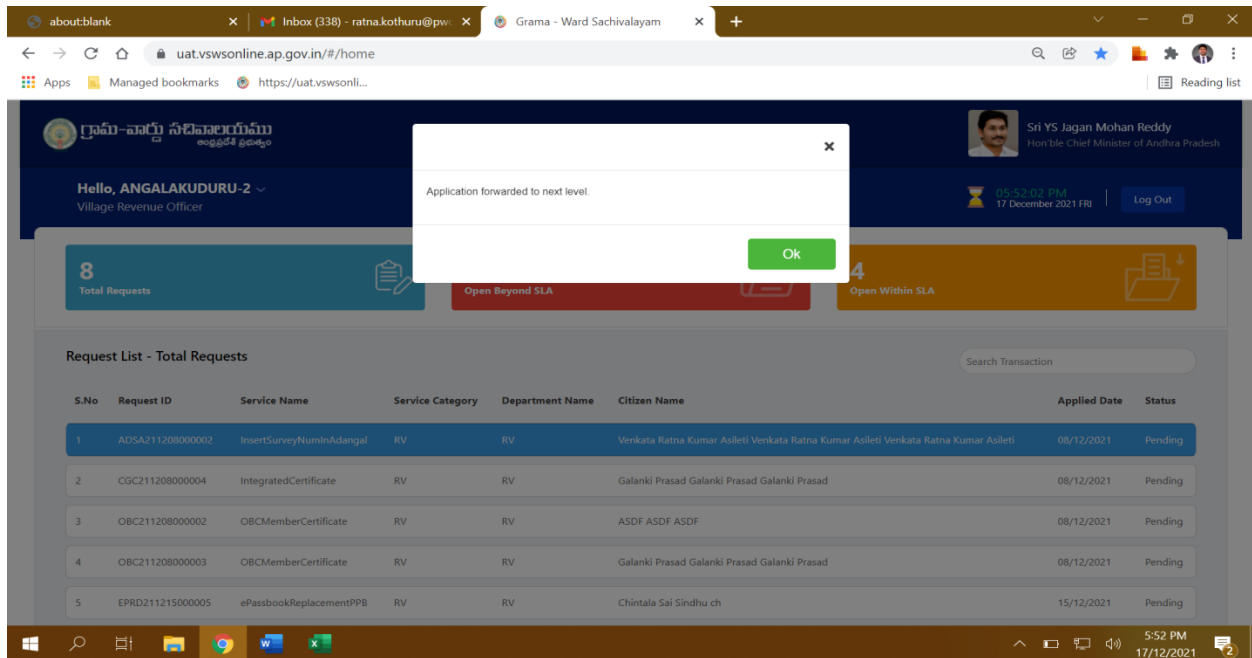 about:blank
Inbox (338) - ratna.kothuru@pwc
Grama - Ward Sachivalayam
uat.vswsonline.ap.gov.in/#/home
Apps Managed bookmarks https://uat.vswsonli... Reading list
గ్రామ-వార్డు సచివాలయము
ఆంధ్రప్రదేశ్ ప్రభుత్వం
Sri YS Jagan Mohan Reddy
Hon'ble Chief Minister of Andhra Pradesh
Hello, ANGALAKUDURU-2
Village Revenue Officer
05:52:02 PM
17 December 2021 FRI
Log Out
Application forwarded to next level.
Ok
8
Total Requests
Open Beyond SLA
4
Open Within SLA
Request List - Total Requests
Search Transaction
S.No Request ID Service Name Service Category Department Name Citizen Name Applied Date Status
1 ADSA211208000002 InsertSurveyNumInAdangal RV RV Venkata Ratna Kumar Asileti Venkata Ratna Kumar Asileti Venkata Ratna Kumar Asileti 08/12/2021 Pending
2 CGC211208000004 IntegratedCertificate RV RV Galanki Prasad Galanki Prasad Galanki Prasad 08/12/2021 Pending
3 OBC211208000002 OBCMemberCertificate RV RV ASDF ASDF ASDF 08/12/2021 Pending
4 OBC211208000003 OBCMemberCertificate RV RV Galanki Prasad Galanki Prasad Galanki Prasad 08/12/2021 Pending
5 EPRD211215000005 ePassbookReplacementPPB RV RV Chintala Sai Sindhu ch 15/12/2021 Pending
5:52 PM
17/12/2021
2